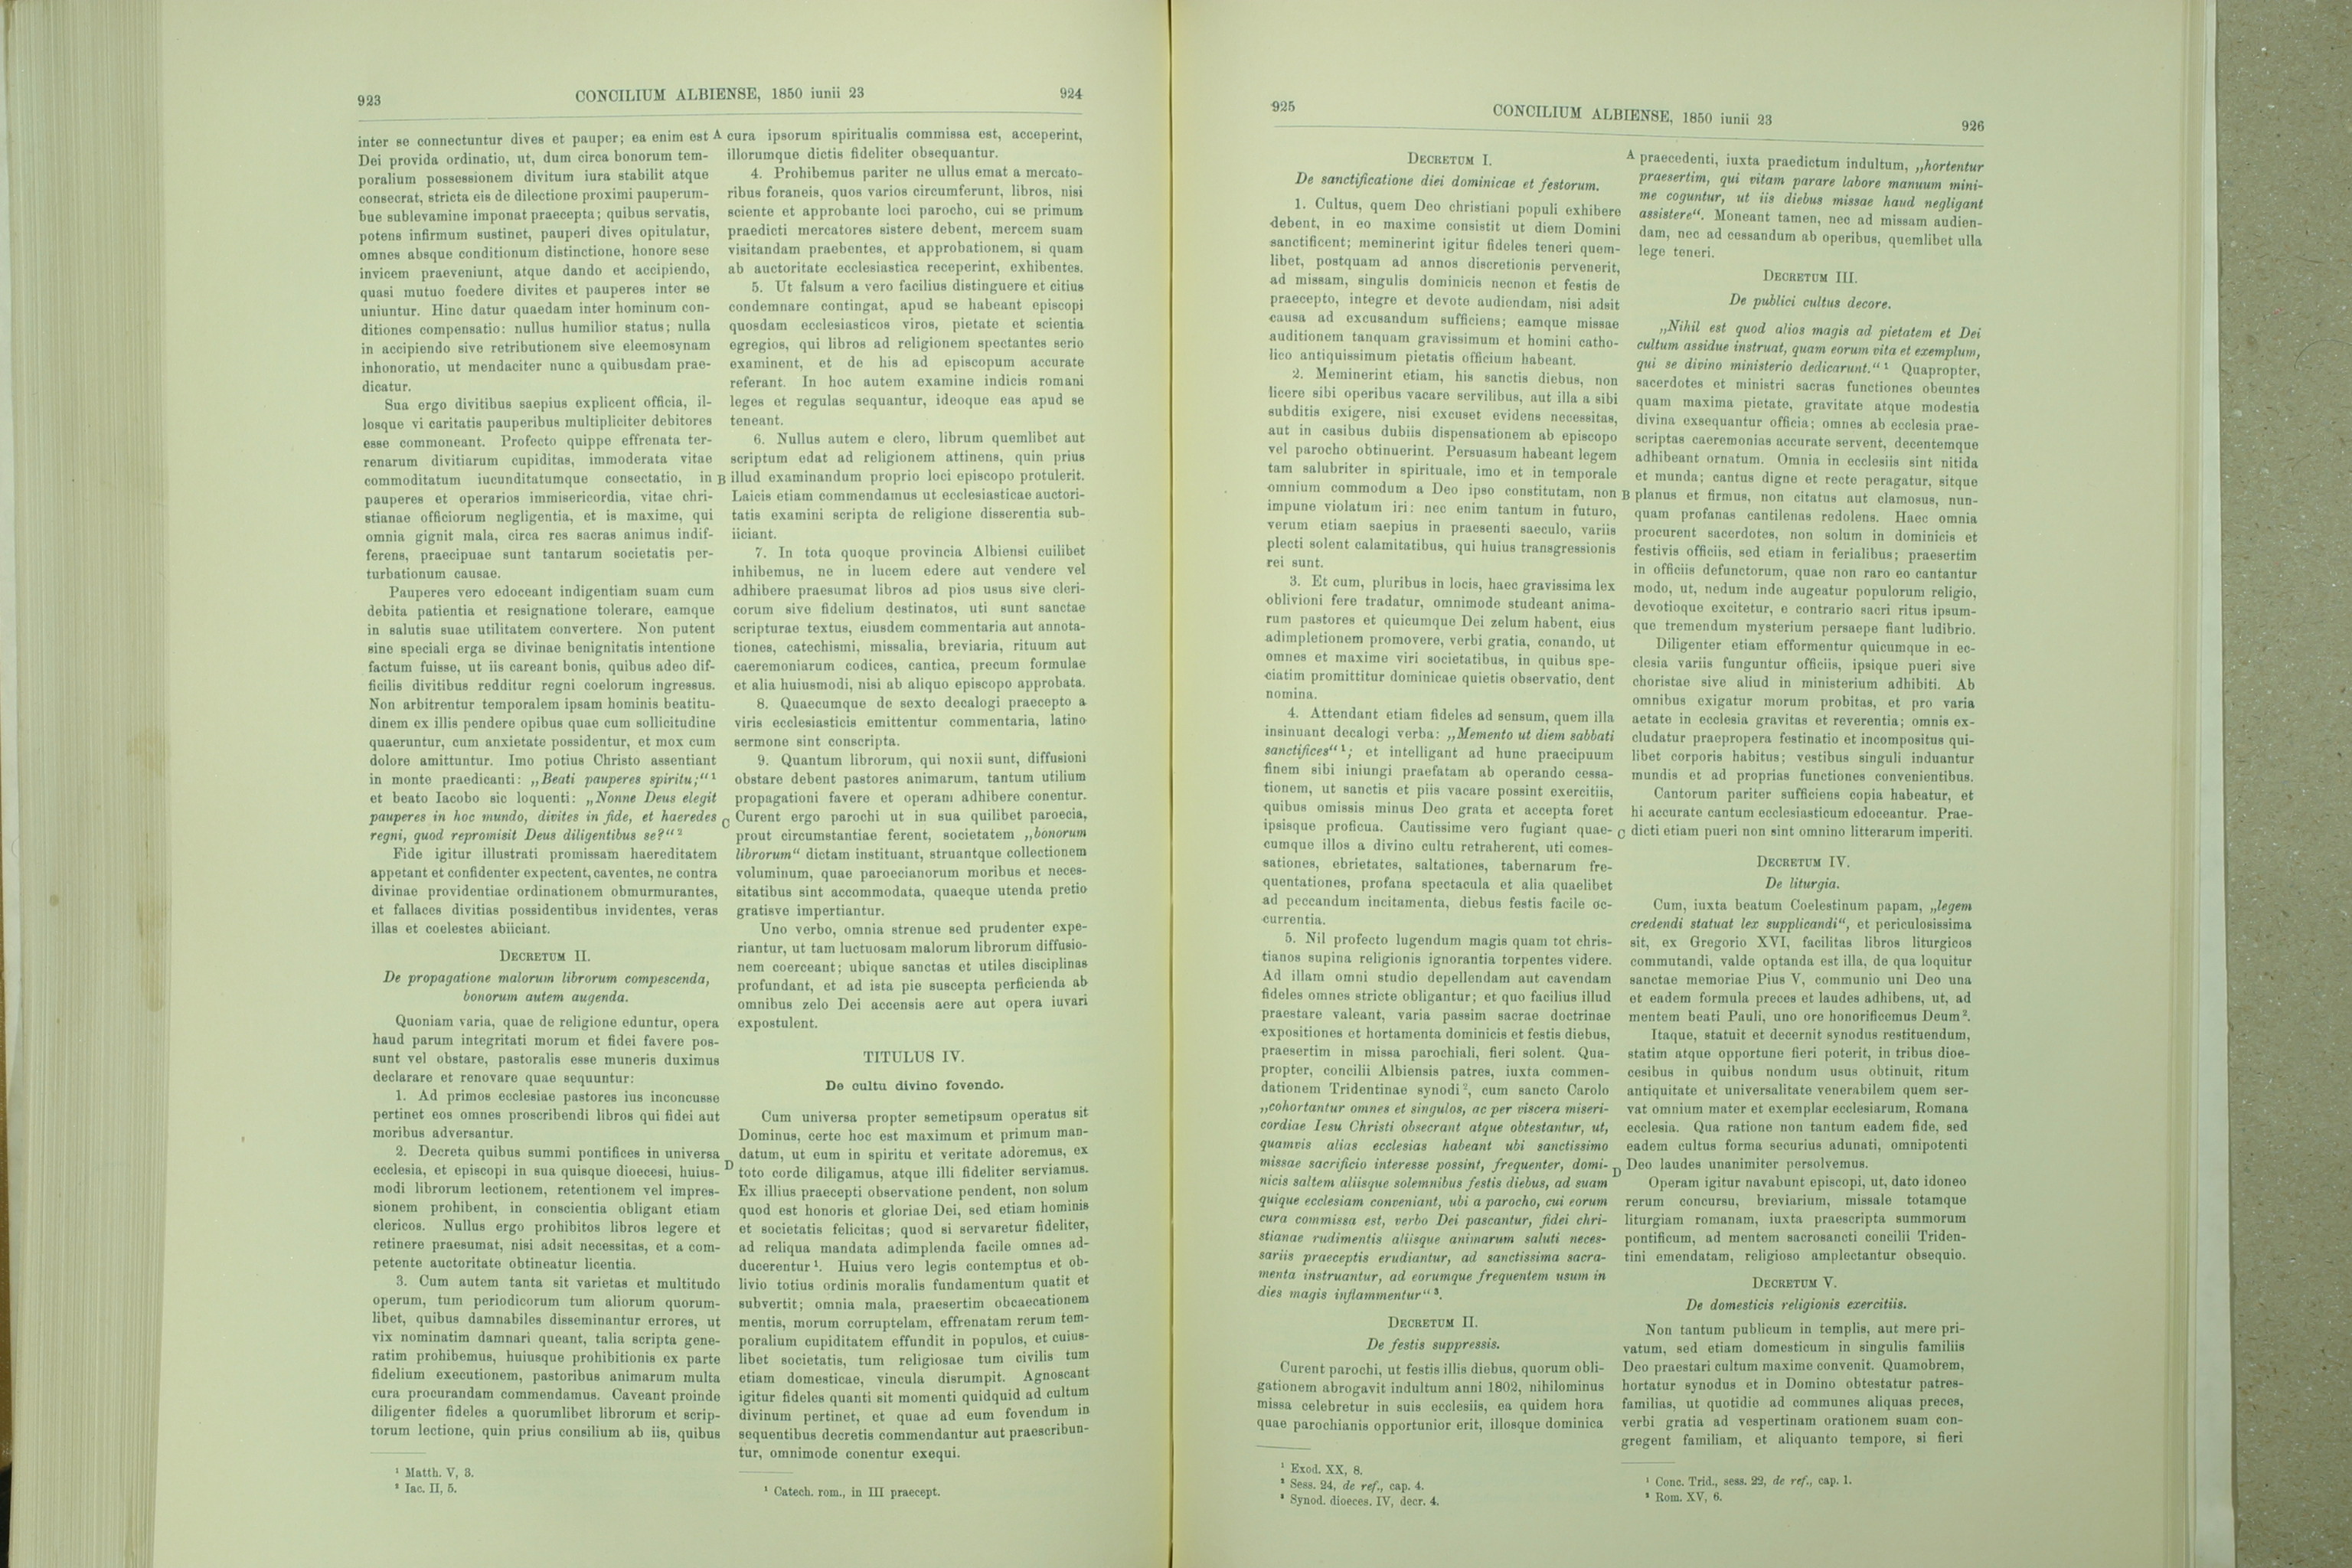 923
CONCILIUM ALBIENSE, 1850 iunii 23
924
inter se connectuntur dives et pauper; ea enim est
Dei provida ordinatio, ut, dum circa bonorum tem-
poralium possessionem divitum iura stabilit atque
consecrat, stricta eis de dilectione proximi pauperum-
bue sublevamine imponat praecepta; quibus servatis,
potens infirmum sustinet, pauperi dives opitulatur,
omnes absque conditionum distinctione, honore sese
invicem praeveniunt, atque dando et accipiendo,
quasi mutuo foedere divites et pauperes inter se
uniuntur. Hinc datur quaedam inter hominum con-
ditiones compensatio: nullus humilior status; nulla
in accipiendo sive retributionem sive eleemosynam
inhonoratio, ut mendaciter nunc a quibusdam prae-
dicatur.
Sua ergo divitibus saepius explicent officia, il-
losque vi caritatis pauperibus multipliciter debitores
esse commoneant. Profecto quippe effrenata ter-
renarum divitiarum cupiditas, immoderata vitae
commoditatum iucunditatumque consectatio, in
pauperes et operarios immisericordia, vitae chri-
stianae officiorum negligentia, et is maxime, qui
omnia gignit mala, circa res sacras animus indif-
ferens, praecipuae sunt tantarum societatis per-
turbationum causae.
Pauperes vero edoceant indigentiam suam cum
debita patientia et resignatione tolerare, eamque
in salutis suae utilitatem convertere. Non putent
sine speciali erga se divinae benignitatis intentione
factum fuisse, ut iis careant bonis, quibus adeo dif-
ficilis divitibus redditur regni coelorum ingressus.
Non arbitrentur temporalem ipsam hominis beatitu-
dinem ex illis pendere opibus quae cum sollicitudine
quaeruntur, cum anxietate possidentur, et mox cum
dolore amittuntur. Imo potius Christo assentiant
in monte praedicanti: „Beati pauperes spiritu;“ ¹
et beato Iacobo sic loquenti: „Nonne Deus elegit
pauperes in hoc mundo, divites in fide, et haeredes
regni, quod repromisit Deus diligentibus se?“ ²
Fide igitur illustrati promissam haereditatem
appetant et confidenter expectent, caventes, ne contra
divinae providentiae ordinationem obmurmurantes,
et fallaces divitias possidentibus invidentes, veras
illas et coelestes abiiciant.
DECRETUM II.
De propagatione malorum librorum compescenda,
bonorum autem augenda.
Quoniam varia, quae de religione eduntur, opera
haud parum integritati morum et fidei favere pos-
sunt vel obstare, pastoralis esse muneris duximus
declarare et renovare quae sequuntur:
1. Ad primos ecclesiae pastores ius inconcusse
pertinet eos omnes proscribendi libros qui fidei aut
moribus adversantur.
2. Decreta quibus summi pontifices in universa
ecclesia, et episcopi in sua quisque dioecesi, huius-
modi librorum lectionem, retentionem vel impres-
sionem prohibent, in conscientia obligant etiam
clericos. Nullus ergo prohibitos libros legere et
retinere praesumat, nisi adsit necessitas, et a com-
petente auctoritate obtineatur licentia.
3. Cum autem tanta sit varietas et multitudo
operum, tum periodicorum tum aliorum quorum-
libet, quibus damnabiles disseminantur errores, ut
vix nominatim damnari queant, talia scripta gene-
ratim prohibemus, huiusque prohibitionis ex parte
fidelium executionem, pastoribus animarum multa
cura procurandam commendamus. Caveant proinde
diligenter fideles a quorumlibet librorum et scrip-
torum lectione, quin prius consilium ab iis, quibus
¹ Matth. V, 3.
² Iac. II, 5.
A
B
C
D
cura ipsorum spiritualis commissa est, acceperint,
illorumque dictis fideliter obsequantur.
4. Prohibemus pariter ne ullus emat a mercato-
ribus foraneis, quos varios circumferunt, libros, nisi
sciente et approbante loci parocho, cui se primum
praedicti mercatores sistere debent, mercem suam
visitandam praebentes, et approbationem, si quam
ab auctoritate ecclesiastica receperint, exhibentes.
5. Ut falsum a vero facilius distinguere et citius
condemnare contingat, apud se habeant episcopi
quosdam ecclesiasticos viros, pietate et scientia
egregios, qui libros ad religionem spectantes serio
examinent, et de his ad episcopum accurate
referant. In hoc autem examine indicis romani
leges et regulas sequantur, ideoque eas apud se
teneant.
6. Nullus autem e clero, librum quemlibet aut
scriptum edat ad religionem attinens, quin prius
illud examinandum proprio loci episcopo protulerit.
Laicis etiam commendamus ut ecclesiasticae auctori-
tatis examini scripta de religione disserentia sub-
iiciant.
7. In tota quoque provincia Albiensi cuilibet
inhibemus, ne in lucem edere aut vendere vel
adhibere praesumat libros ad pios usus sive cleri-
corum sive fidelium destinatos, uti sunt sanctae
scripturae textus, eiusdem commentaria aut annota-
tiones, catechismi, missalia, breviaria, rituum aut
caeremoniarum codices, cantica, precum formulae
et alia huiusmodi, nisi ab aliquo episcopo approbata.
8. Quaecumque de sexto decalogi praecepto a
viris ecclesiasticis emittentur commentaria, latino
sermone sint conscripta.
9. Quantum librorum, qui noxii sunt, diffusioni
obstare debent pastores animarum, tantum utilium
propagationi favere et operam adhibere conentur.
Curent ergo parochi ut in sua quilibet paroecia,
prout circumstantiae ferent, societatem „bonorum
librorum“ dictam instituant, struantque collectionem
voluminum, quae paroecianorum moribus et neces-
sitatibus sint accommodata, quaeque utenda pretio
gratisve impertiantur.
Uno verbo, omnia strenue sed prudenter expe-
riantur, ut tam luctuosam malorum librorum diffusio-
nem coerceant; ubique sanctas et utiles disciplinas
profundant, et ad ista pie suscepta perficienda ab
omnibus zelo Dei accensis aere aut opera iuvari
expostulent.
TITULUS IV.
De cultu divino fovendo.
Cum universa propter semetipsum operatus sit
Dominus, certe hoc est maximum et primum man-
datum, ut eum in spiritu et veritate adoremus, ex
toto corde diligamus, atque illi fideliter serviamus.
Ex illius praecepti observatione pendent, non solum
quod est honoris et gloriae Dei, sed etiam hominis
et societatis felicitas; quod si servaretur fideliter,
ad reliqua mandata adimplenda facile omnes ad-
ducerentur ¹. Huius vero legis contemptus et ob-
livio totius ordinis moralis fundamentum quatit et
subvertit; omnia mala, praesertim obcaecationem
mentis, morum corruptelam, effrenatam rerum tem-
poralium cupiditatem effundit in populos, et cuius-
libet societatis, tum religiosae tum civilis tum
etiam domesticae, vincula disrumpit. Agnoscant
igitur fideles quanti sit momenti quidquid ad cultum
divinum pertinet, et quae ad eum fovendum in
sequentibus decretis commendantur aut praescribun-
tur, omnimode conentur exequi.
¹ Catech. rom., in III praecept.
925
CONCILIUM ALBIENSE, 1850 iunii 23
926
DECRETUM I.
De sanctificatione diei dominicae et festorum.
1. Cultus, quem Deo christiani populi exhibere
debent, in eo maxime consistit ut diem Domini
sanctificent; meminerint igitur fideles teneri quem-
libet, postquam ad annos discretionis pervenerit,
ad missam, singulis dominicis necnon et festis de
praecepto, integre et devote audiendam, nisi adsit
causa ad excusandum sufficiens; eamque missae
auditionem tanquam gravissimum et homini catho-
lico antiquissimum pietatis officium habeant.
2. Meminerint etiam, his sanctis diebus, non
licere sibi operibus vacare servilibus, aut illa a sibi
subditis exigere, nisi excuset evidens necessitas,
aut in casibus dubiis dispensationem ab episcopo
vel parocho obtinuerint. Persuasum habeant legem
tam salubriter in spirituale, imo et in temporale
omnium commodum a Deo ipso constitutam, non
impune violatum iri: nec enim tantum in futuro,
verum etiam saepius in praesenti saeculo, variis
plecti solent calamitatibus, qui huius transgressionis
rei sunt.
3. Et cum, pluribus in locis, haec gravissima lex
oblivioni fere tradatur, omnimode studeant anima-
rum pastores et quicumque Dei zelum habent, eius
adimpletionem promovere, verbi gratia, conando, ut
omnes et maxime viri societatibus, in quibus spe-
ciatim promittitur dominicae quietis observatio, dent
nomina.
4. Attendant etiam fideles ad sensum, quem illa
insinuant decalogi verba: „Memento ut diem sabbati
sanctifices“ ¹; et intelligant ad hunc praecipuum
finem sibi iniungi praefatam ab operando cessa-
tionem, ut sanctis et piis vacare possint exercitiis,
quibus omissis minus Deo grata et accepta foret
ipsisque proficua. Cautissime vero fugiant quae-
cumque illos a divino cultu retraherent, uti comes-
sationes, ebrietates, saltationes, tabernarum fre-
quentationes, profana spectacula et alia quaelibet
ad peccandum incitamenta, diebus festis facile oc-
currentia.
5. Nil profecto lugendum magis quam tot chris-
tianos supina religionis ignorantia torpentes videre.
Ad illam omni studio depellendam aut cavendam
fideles omnes stricte obligantur; et quo facilius illud
praestare valeant, varia passim sacrae doctrinae
expositiones et hortamenta dominicis et festis diebus,
praesertim in missa parochiali, fieri solent. Qua-
propter, concilii Albiensis patres, iuxta commen-
dationem Tridentinae synodi ², cum sancto Carolo
„cohortantur omnes et singulos, ac per viscera miseri-
cordiae Iesu Christi obsecrant atque obtestantur, ut,
quamvis alias ecclesias habeant ubi sanctissimo
missae sacrificio interesse possint, frequenter, domi-
nicis saltem aliisque solemnibus festis diebus, ad suam
quique ecclesiam conveniant, ubi a parocho, cui eorum
cura commissa est, verbo Dei pascantur, fidei chri-
stianae rudimentis aliisque animarum saluti neces-
sariis praeceptis erudiantur, ad sanctissima sacra-
menta instruantur, ad eorumque frequentem usum in
dies magis inflammentur“ ³.
DECRETUM II.
De festis suppressis.
Curent parochi, ut festis illis diebus, quorum obli-
gationem abrogavit indultum anni 1802, nihilominus
missa celebretur in suis ecclesiis, ea quidem hora
quae parochianis opportunior erit, illosque dominica
¹ Exod. XX, 8.
² Sess. 24, de ref., cap. 4.
³ Synod. dioeces. IV, decr. 4.
A
B
C
D
praecedenti, iuxta praedictum indultum, „hortentur
praesertim, qui vitam parare labore manuum mini-
me coguntur, ut iis diebus missae haud negligant
assistere“. Moneant tamen, nec ad missam audien-
dam, nec ad cessandum ab operibus, quemlibet ulla
lege teneri.
DECRETUM III.
De publici cultus decore.
„Nihil est quod alios magis ad pietatem et Dei
cultum assidue instruat, quam eorum vita et exemplum,
qui se divino ministerio dedicarunt.“ ¹ Quapropter,
sacerdotes et ministri sacras functiones obeuntes
quam maxima pietate, gravitate atque modestia
divina exsequantur officia; omnes ab ecclesia prae-
scriptas caeremonias accurate servent, decentemque
adhibeant ornatum. Omnia in ecclesiis sint nitida
et munda; cantus digne et recte peragatur, sitque
planus et firmus, non citatus aut clamosus, nun-
quam profanas cantilenas redolens. Haec omnia
procurent sacerdotes, non solum in dominicis et
festivis officiis, sed etiam in ferialibus; praesertim
in officiis defunctorum, quae non raro eo cantantur
modo, ut, nedum inde augeatur populorum religio,
devotioque excitetur, e contrario sacri ritus ipsum-
que tremendum mysterium persaepe fiant ludibrio.
Diligenter etiam efformentur quicumque in ec-
clesia variis funguntur officiis, ipsique pueri sive
choristae sive aliud in ministerium adhibiti. Ab
omnibus exigatur morum probitas, et pro varia
aetate in ecclesia gravitas et reverentia; omnis ex-
cludatur praepropera festinatio et incompositus qui-
libet corporis habitus; vestibus singuli induantur
mundis et ad proprias functiones convenientibus.
Cantorum pariter sufficiens copia habeatur, et
hi accurate cantum ecclesiasticum edoceantur. Prae-
dicti etiam pueri non sint omnino litterarum imperiti.
DECRETUM IV.
De liturgia.
Cum, iuxta beatum Coelestinum papam, „legem
credendi statuat lex supplicandi“, et periculosissima
sit, ex Gregorio XVI, facilitas libros liturgicos
commutandi, valde optanda est illa, de qua loquitur
sanctae memoriae Pius V, communio uni Deo una
et eadem formula preces et laudes adhibens, ut, ad
mentem beati Pauli, uno ore honorificemus Deum ².
Itaque, statuit et decernit synodus restituendum,
statim atque opportune fieri poterit, in tribus dioe-
cesibus in quibus nondum usus obtinuit, ritum
antiquitate et universalitate venerabilem quem ser-
vat omnium mater et exemplar ecclesiarum, Romana
ecclesia. Qua ratione non tantum eadem fide, sed
eadem cultus forma securius adunati, omnipotenti
Deo laudes unanimiter persolvemus.
Operam igitur navabunt episcopi, ut, dato idoneo
rerum concursu, breviarium, missale totamque
liturgiam romanam, iuxta praescripta summorum
pontificum, ad mentem sacrosancti concilii Triden-
tini emendatam, religioso amplectantur obsequio.
DECRETUM V.
De domesticis religionis exercitiis.
Non tantum publicum in templis, aut mere pri-
vatum, sed etiam domesticum in singulis familiis
Deo praestari cultum maxime convenit. Quamobrem,
hortatur synodus et in Domino obtestatur patres-
familias, ut quotidie ad communes aliquas preces,
verbi gratia ad vespertinam orationem suam con-
gregent familiam, et aliquanto tempore, si fieri
¹ Conc. Trid., sess. 22, de ref., cap. 1.
² Rom. XV, 6.